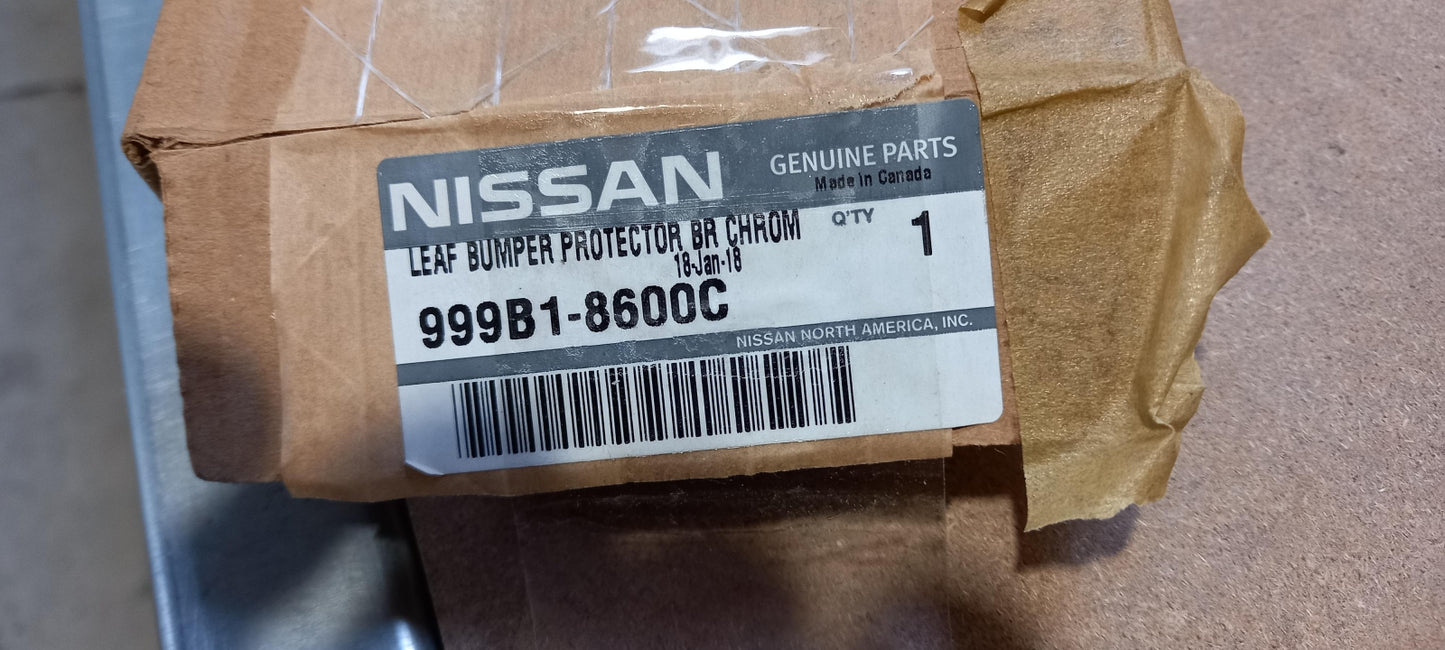 NISSAN
GENUINE PARTS
Made in Canada
LEAF BUMPER PROTECTOR BR CHROM
Q'TY 1
18-Jan-18
999B1-8600C
NISSAN NORTH AMERICA, INC.